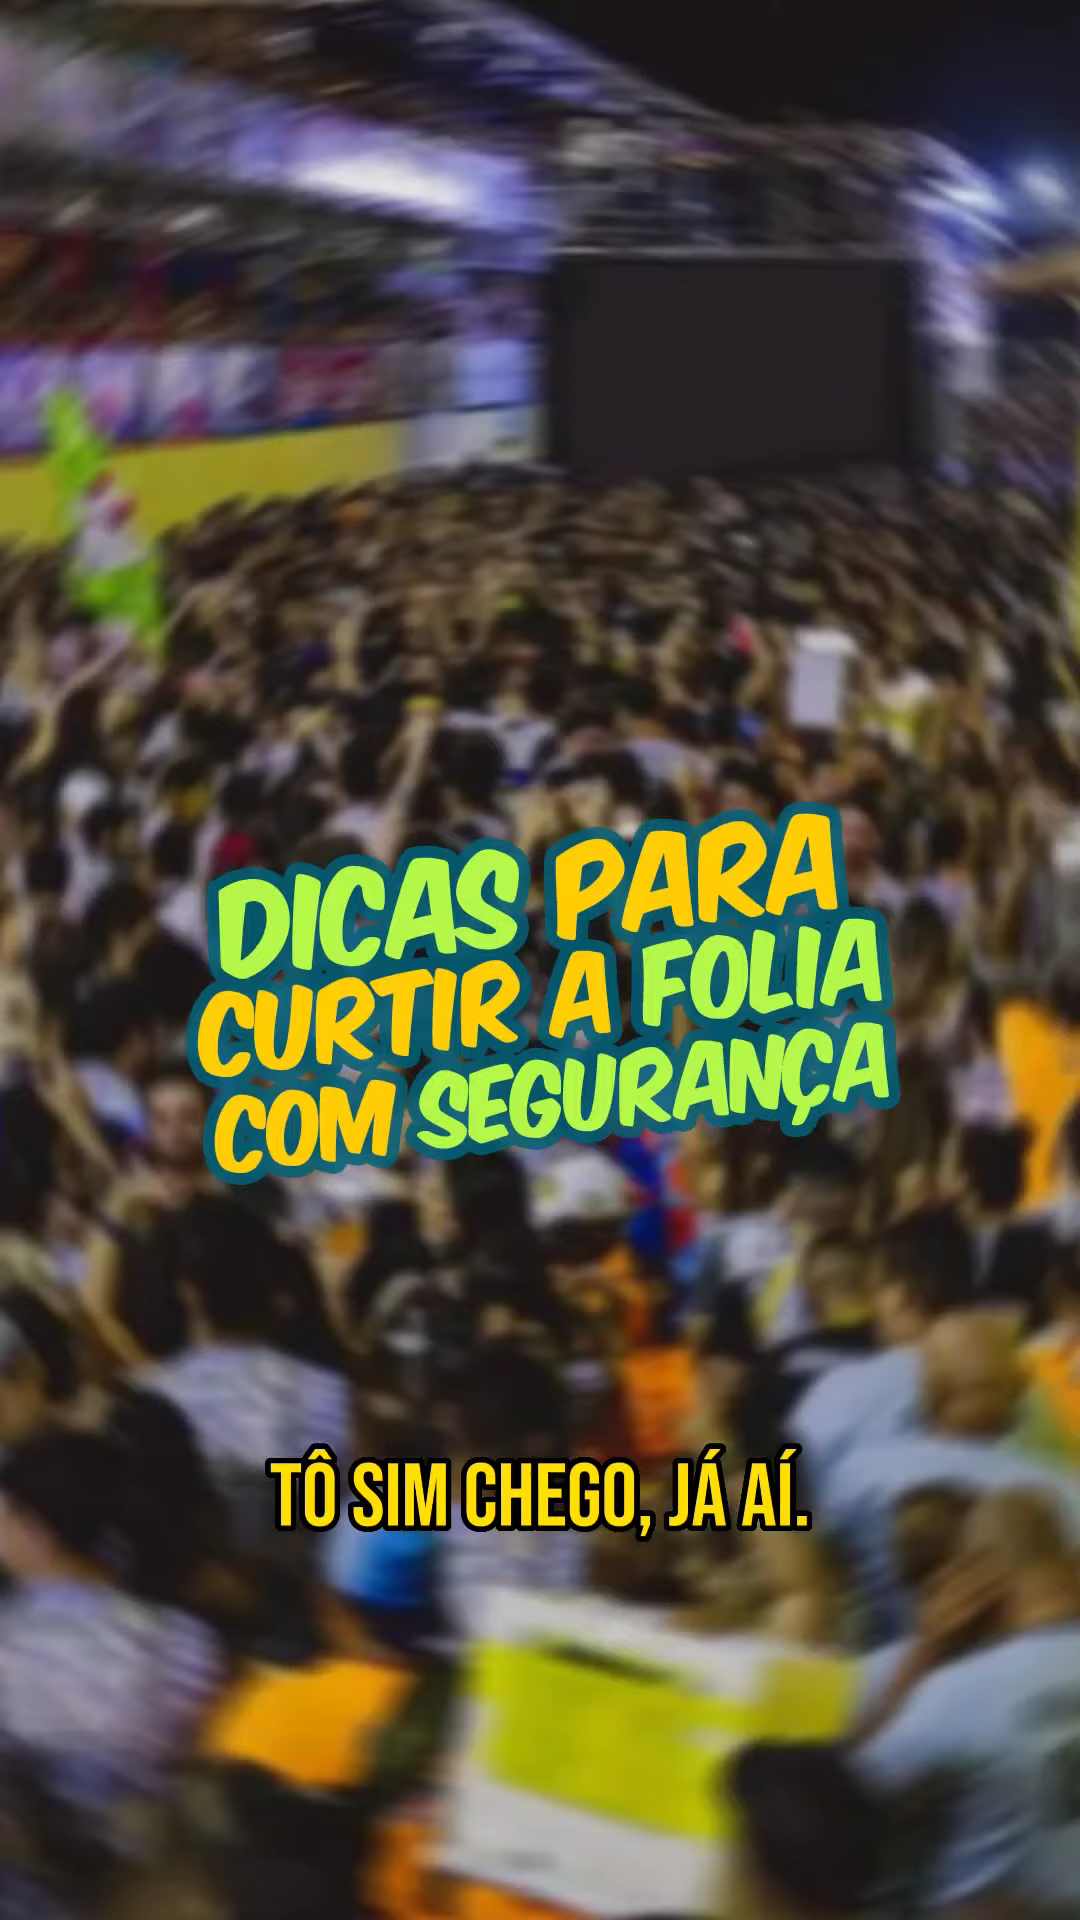 DICAS PARA
CURTIR A FOLIA
COM SEGURANÇA
TÔ SIM CHEGO, JÁ AÍ.